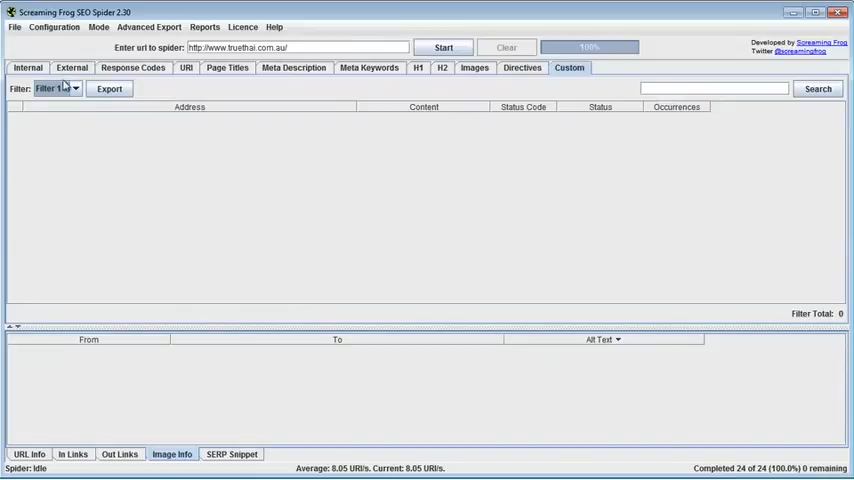 Screaming Frog SEO Spider 2.30
File Configuration Mode Advanced Export Reports Licence Help
Enter url to spider: http://www.truethai.com.au/ Start Clear 100%
Developed by Screaming Frog
Twitter @screamingfrog
Internal External Response Codes URI Page Titles Meta Description Meta Keywords H1 H2 Images Directives Custom
Filter: Filter 1 Export Search
Address Content Status Code Status Occurrences
Filter Total: 0
From To Alt Text
URL Info In Links Out Links Image Info SERP Snippet
Spider: Idle Average: 8.05 URI/s. Current: 8.05 URI/s. Completed 24 of 24 (100.0%) 0 remaining